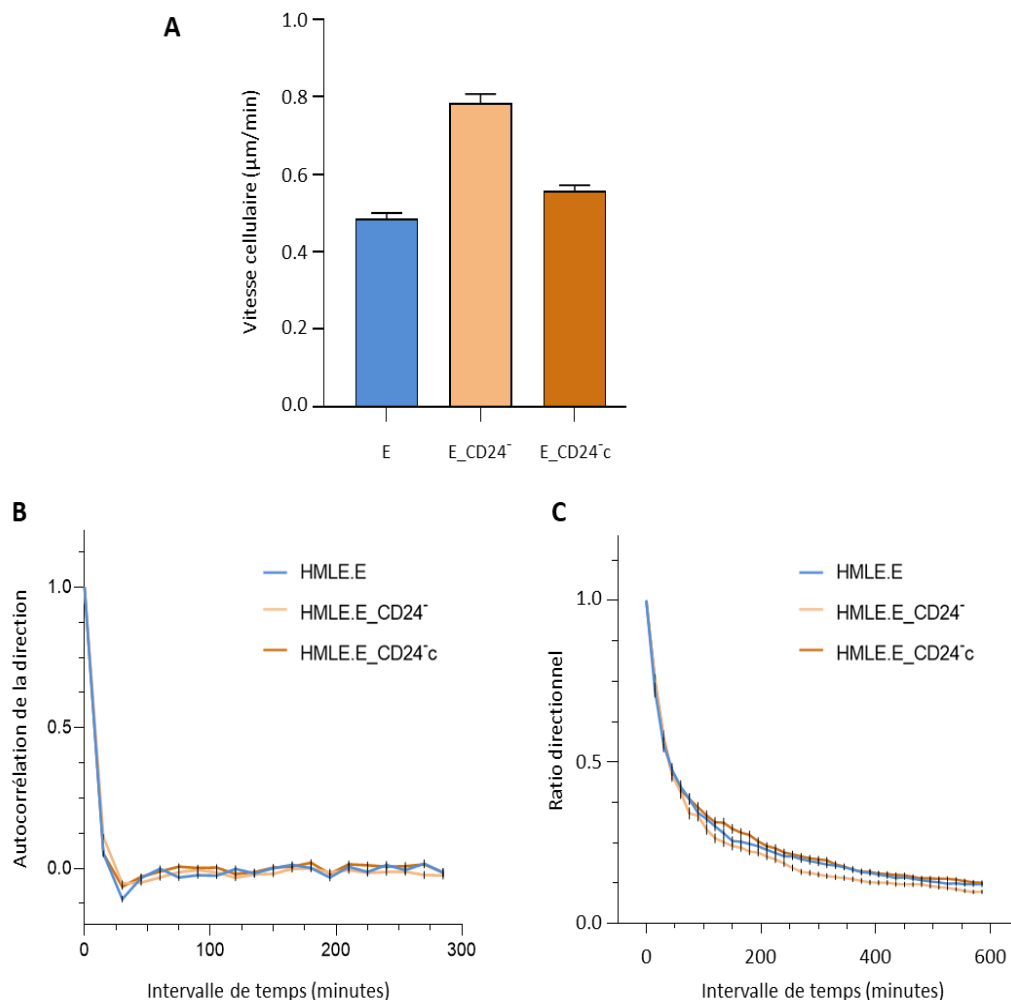 A
Vitesse cellulaire (µm/min)
1.0
0.8
0.6
0.4
0.2
0.0
E E_CD24⁻ E_CD24⁻c
B
Autocorrélation de la direction
1.0
0.5
0.0
HMLE.E
HMLE.E_CD24⁻
HMLE.E_CD24⁻c
0 100 200 300
Intervalle de temps (minutes)
C
Ratio directionnel
1.0
0.5
0.0
HMLE.E
HMLE.E_CD24⁻
HMLE.E_CD24⁻c
0 200 400 600
Intervalle de temps (minutes)